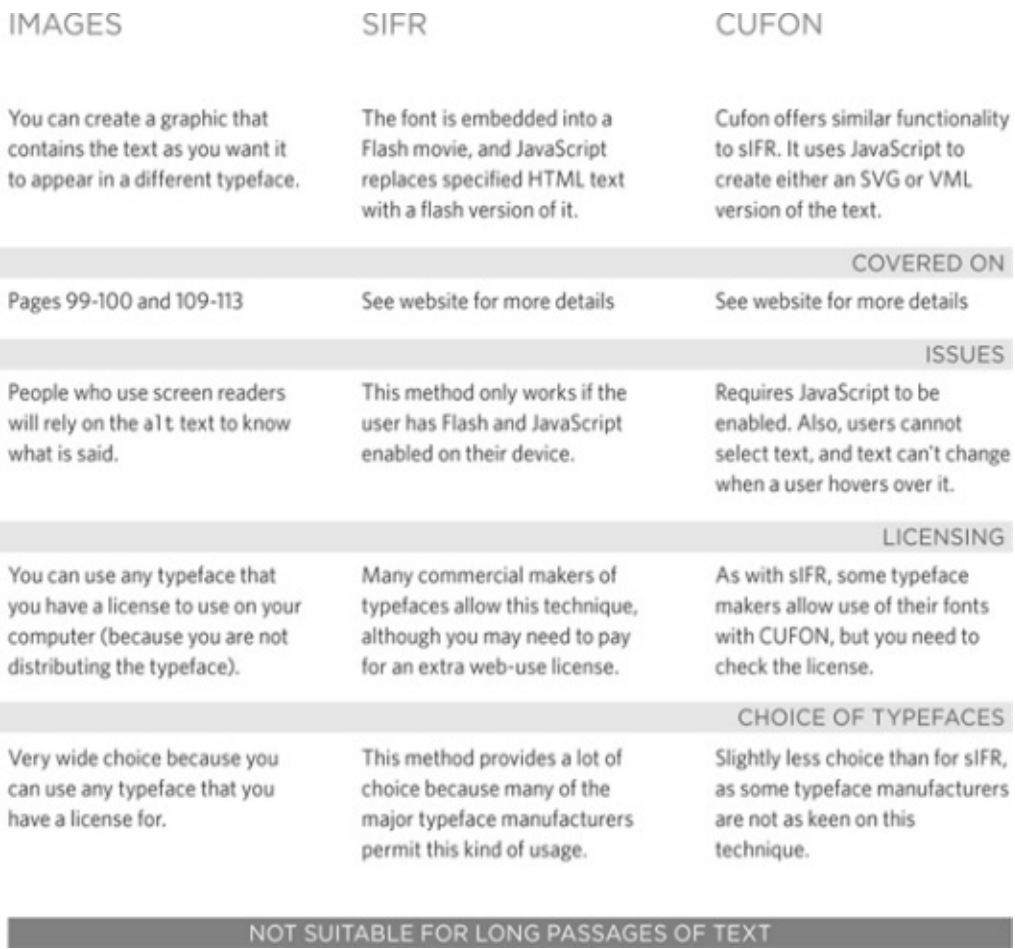 IMAGES
SIFR
CUFON
You can create a graphic that
contains the text as you want it
to appear in a different typeface.
The font is embedded into a
Flash movie, and JavaScript
replaces specified HTML text
with a flash version of it.
Cufon offers similar functionality
to sIFR. It uses JavaScript to
create either an SVG or VML
version of the text.
COVERED ON
Pages 99-100 and 109-113
See website for more details
See website for more details
ISSUES
People who use screen readers
will rely on the alt text to know
what is said.
This method only works if the
user has Flash and JavaScript
enabled on their device.
Requires JavaScript to be
enabled. Also, users cannot
select text, and text can't change
when a user hovers over it.
LICENSING
You can use any typeface that
you have a license to use on your
computer (because you are not
distributing the typeface).
Many commercial makers of
typefaces allow this technique,
although you may need to pay
for an extra web-use license.
As with sIFR, some typeface
makers allow use of their fonts
with CUFON, but you need to
check the license.
CHOICE OF TYPEFACES
Very wide choice because you
can use any typeface that you
have a license for.
This method provides a lot of
choice because many of the
major typeface manufacturers
permit this kind of usage.
Slightly less choice than for sIFR,
as some typeface manufacturers
are not as keen on this
technique.
NOT SUITABLE FOR LONG PASSAGES OF TEXT